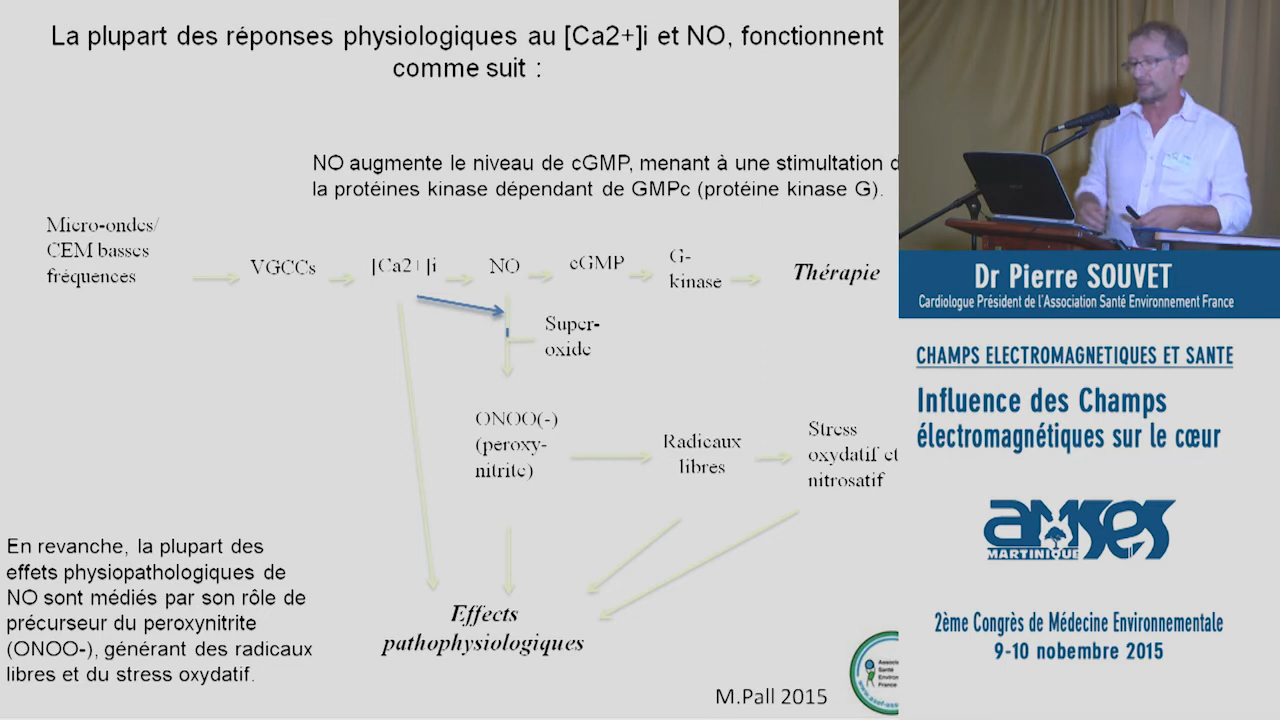 La plupart des réponses physiologiques au [Ca2+]i et NO, fonctionnent
comme suit :
NO augmente le niveau de cGMP, menant à une stimultation d
la protéines kinase dépendant de GMPc (protéine kinase G).
Micro-ondes/
CEM basses
fréquences
VGCCs
[Ca2+]i
NO
cGMP
G-
kinase
Thérapie
Super-
oxide
ONOO(-)
(peroxy-
nitrite)
Radicaux
libres
Stress
oxydatif et
nitrosatif
En revanche, la plupart des
effets physiopathologiques de
NO sont médiés par son rôle de
précurseur du peroxynitrite
(ONOO-), générant des radicaux
libres et du stress oxydatif.
Effects
pathophysiologiques
M.Pall 2015
Dr Pierre SOUVET
Cardiologue Président de l'Association Santé Environnement France
CHAMPS ELECTROMAGNETIQUES ET SANTE
Influence des Champs
électromagnétiques sur le cœur
AMSES
MARTINIQUE
2ème Congrès de Médecine Environnementale
9-10 nobembre 2015